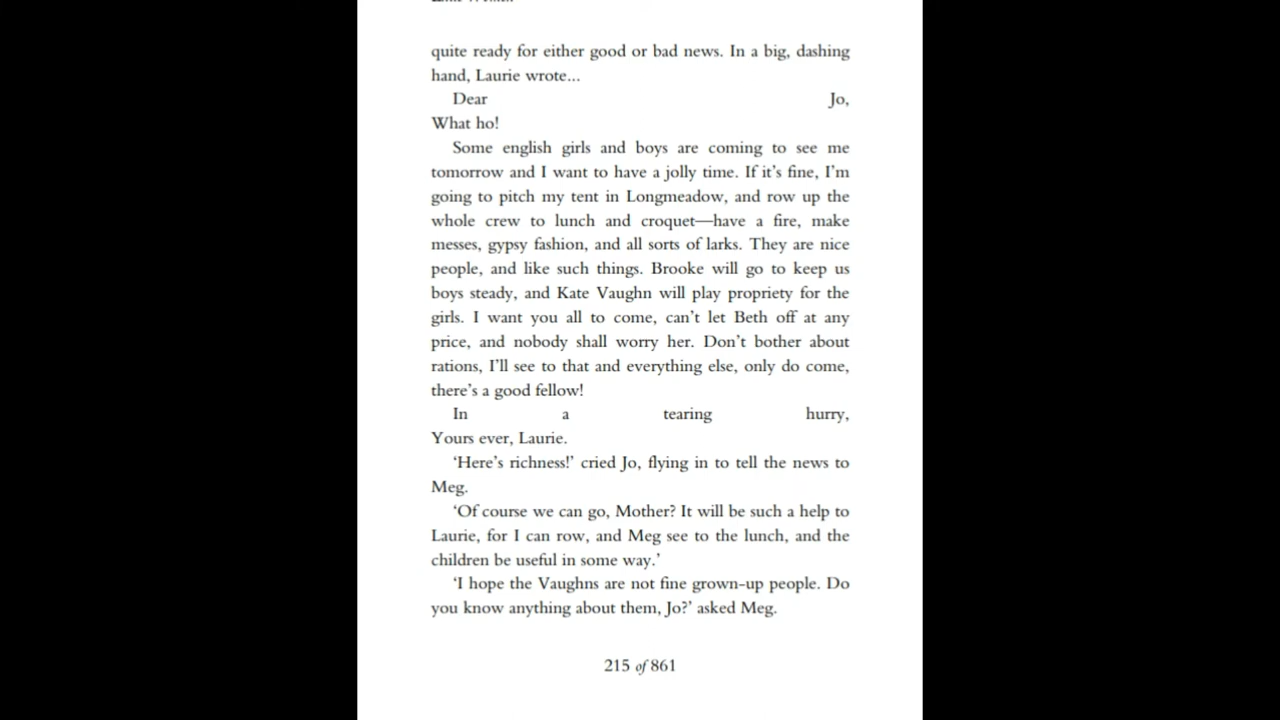 quite ready for either good or bad news. In a big, dashing
hand, Laurie wrote...
Dear Jo,
What ho!
Some english girls and boys are coming to see me
tomorrow and I want to have a jolly time. If it's fine, I'm
going to pitch my tent in Longmeadow, and row up the
whole crew to lunch and croquet—have a fire, make
messes, gypsy fashion, and all sorts of larks. They are nice
people, and like such things. Brooke will go to keep us
boys steady, and Kate Vaughn will play propriety for the
girls. I want you all to come, can't let Beth off at any
price, and nobody shall worry her. Don't bother about
rations, I'll see to that and everything else, only do come,
there's a good fellow!
In a tearing hurry,
Yours ever, Laurie.
‘Here's richness!’ cried Jo, flying in to tell the news to
Meg.
‘Of course we can go, Mother? It will be such a help to
Laurie, for I can row, and Meg see to the lunch, and the
children be useful in some way.’
‘I hope the Vaughns are not fine grown-up people. Do
you know anything about them, Jo?’ asked Meg.
215 of 861